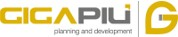 GIGAPIÙ
planning and development